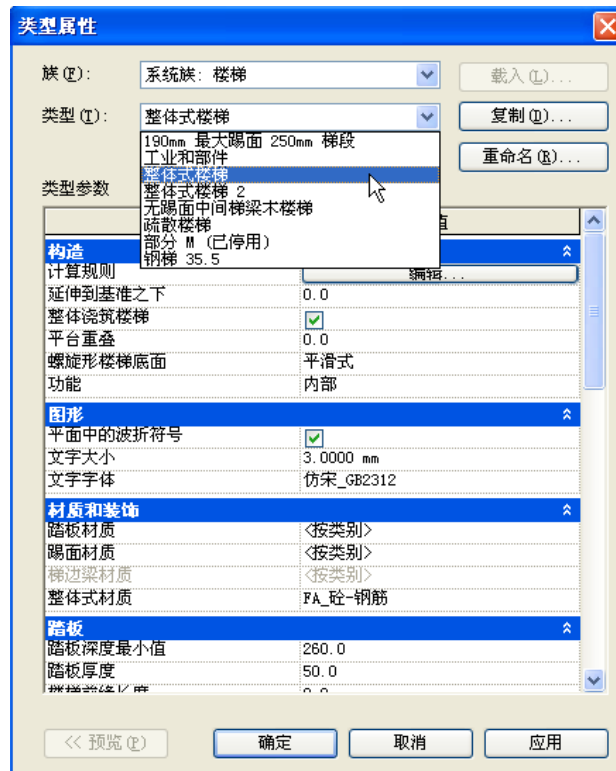 类型属性
族(F):
系统族: 楼梯
载入(L)...
类型(T):
整体式楼梯
复制(D)...
190mm 最大踢面 250mm 梯段
工业和部件
整体式楼梯
整体式楼梯 2
无踢面中间梯梁木楼梯
疏散楼梯
部分 M (已停用)
钢梯 35.5
重命名(R)...
类型参数
值
构造
计算规则 编辑...
延伸到基准之下 0.0
整体浇筑楼梯
平台重叠 0.0
螺旋形楼梯底面 平滑式
功能 内部
图形
平面中的波折符号
文字大小 3.0000 mm
文字字体 仿宋_GB2312
材质和装饰
踏板材质 <按类别>
踢面材质 <按类别>
梯边梁材质 <按类别>
整体式材质 FA_砼-钢筋
踏板
踏板深度最小值 260.0
踏板厚度 50.0
<< 预览(P)
确定
取消
应用